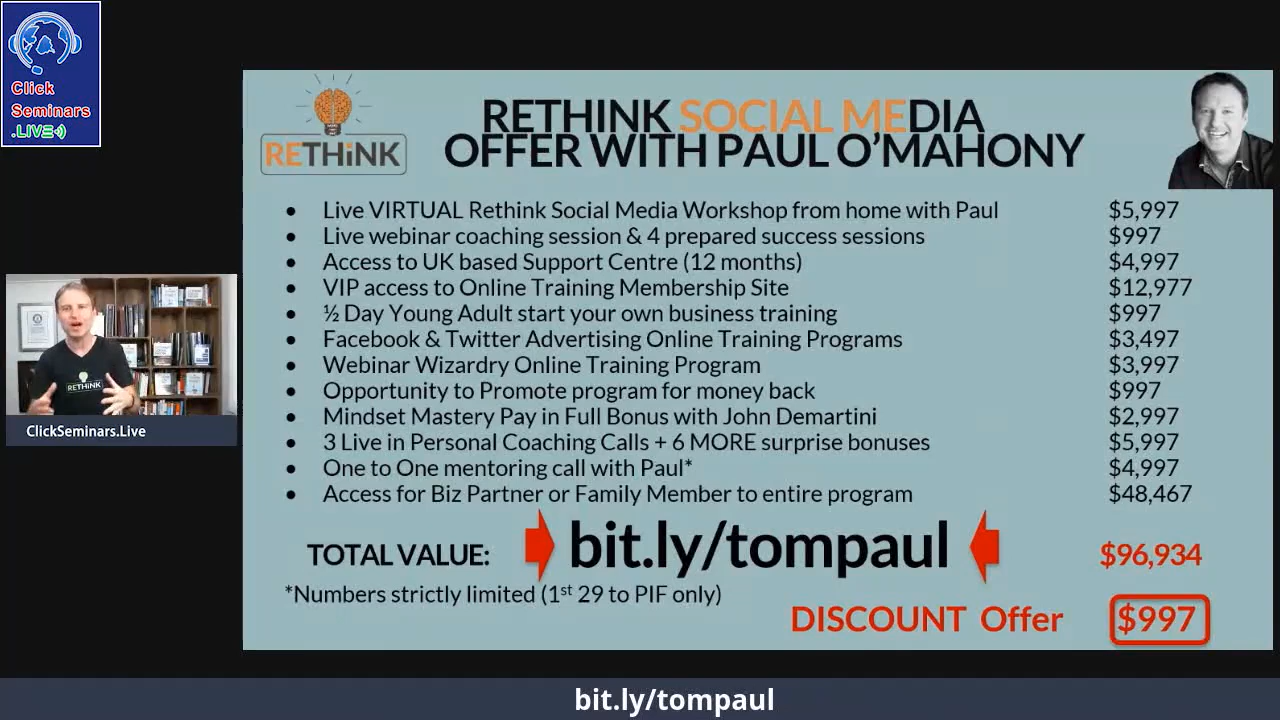 Click
Seminars
.LIVE
RETHiNK
RETHINK SOCIAL MEDIA
OFFER WITH PAUL O’MAHONY
• Live VIRTUAL Rethink Social Media Workshop from home with Paul $5,997
• Live webinar coaching session & 4 prepared success sessions $997
• Access to UK based Support Centre (12 months) $4,997
• VIP access to Online Training Membership Site $12,977
• ½ Day Young Adult start your own business training $997
• Facebook & Twitter Advertising Online Training Programs $3,497
• Webinar Wizardry Online Training Program $3,997
• Opportunity to Promote program for money back $997
• Mindset Mastery Pay in Full Bonus with John Demartini $2,997
• 3 Live in Personal Coaching Calls + 6 MORE surprise bonuses $5,997
• One to One mentoring call with Paul* $4,997
• Access for Biz Partner or Family Member to entire program $48,467
TOTAL VALUE: bit.ly/tompaul $96,934
*Numbers strictly limited (1st 29 to PIF only)
DISCOUNT Offer $997
RETHiNK
ClickSeminars.Live
bit.ly/tompaul